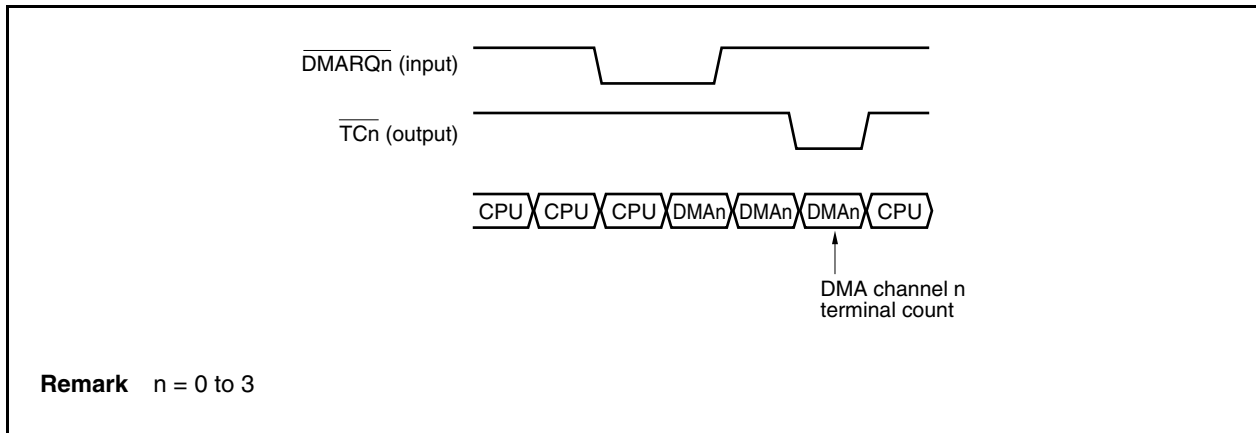 DMARQn (input)
TCn (output)
CPU CPU CPU DMAn DMAn DMAn CPU
DMA channel n
terminal count
Remark n = 0 to 3